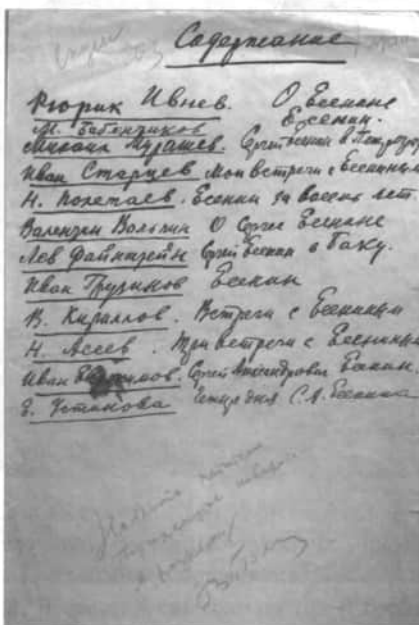 Содержание
Рюрик Ивнев. О Есенине
М. Бабенчиков Есенин.
Михаил Мурашев. Сергей Есенин в Петрограде
Иван Старцев Мои встречи с Есениным
Н. Полетаев. Есенин за восемь лет
Валентин Вольпин О Сергее Есенине
Лев Файнштейн Сергей Есенин в Баку.
Иван Грузинов Есенин
В. Кириллов. Встречи с Есениным
Н. Асеев. Три встречи с Есениным
Иван Евдокимов. Сергей Александрович Есенин.
Е. Устинова Четыре дня С. А. Есенина